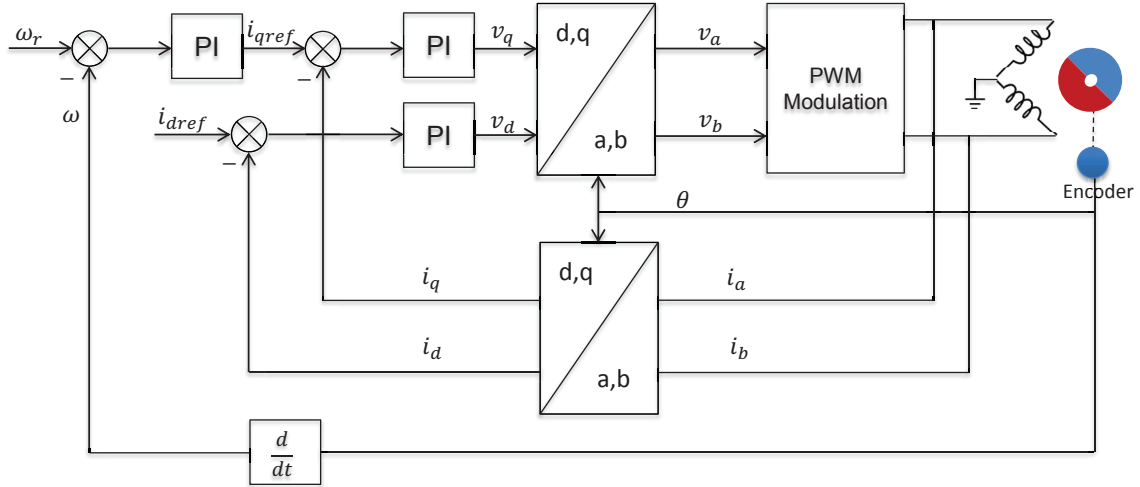 ω_r
PI
i_qref
PI
v_q
d,q
a,b
v_a
PWM
Modulation
−
−
ω
i_dref
PI
v_d
v_b
−
Encoder
θ
d,q
a,b
i_q
i_a
i_d
i_b
d
dt